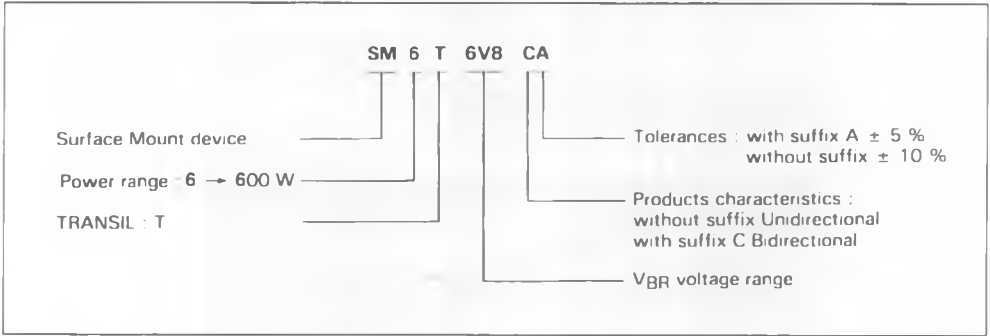 SM 6 T 6V8 CA
Surface Mount device
Power range 6 → 600 W
TRANSIL : T
Tolerances : with suffix A ± 5 %
without suffix ± 10 %
Products characteristics :
without suffix Unidirectional
with suffix C Bidirectional
VBR voltage range